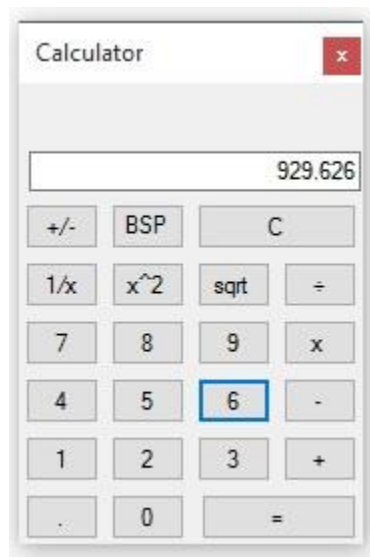 Calculator x
929.626
+/- BSP C
1/x x^2 sqrt ÷
7 8 9 x
4 5 6 -
1 2 3 +
. 0 =